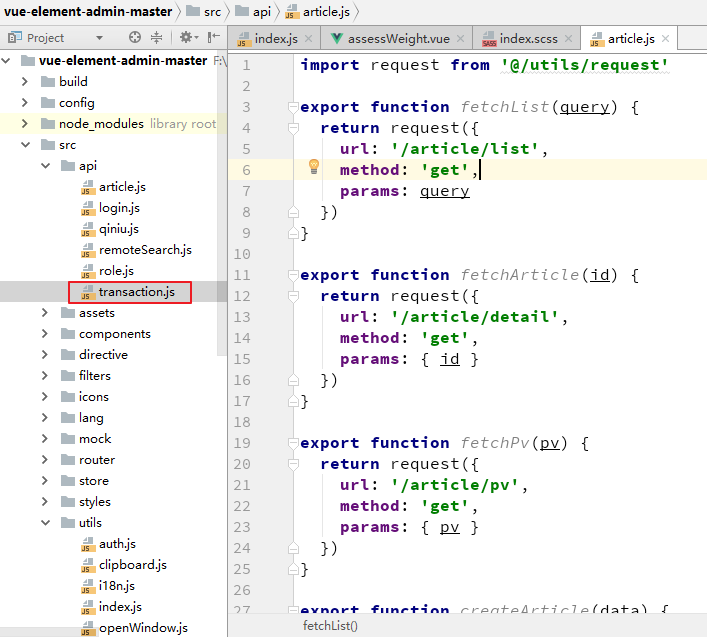 vue-element-admin-master src api article.js
Project
index.js assessWeight.vue index.scss article.js
vue-element-admin-master F:\
build
config
node_modules library root
src
api
article.js
login.js
qiniu.js
remoteSearch.js
role.js
transaction.js
assets
components
directive
filters
icons
lang
mock
router
store
styles
utils
auth.js
clipboard.js
i18n.js
index.js
openWindow.js
1 import request from '@/utils/request'
2
3 export function fetchList(query) {
4 return request({
5 url: '/article/list',
6 method: 'get',
7 params: query
8 })
9 }
10
11 export function fetchArticle(id) {
12 return request({
13 url: '/article/detail',
14 method: 'get',
15 params: { id }
16 })
17 }
18
19 export function fetchPv(pv) {
20 return request({
21 url: '/article/pv',
22 method: 'get',
23 params: { pv }
24 })
25 }
26
27 export function createArticle(data) {
fetchList()